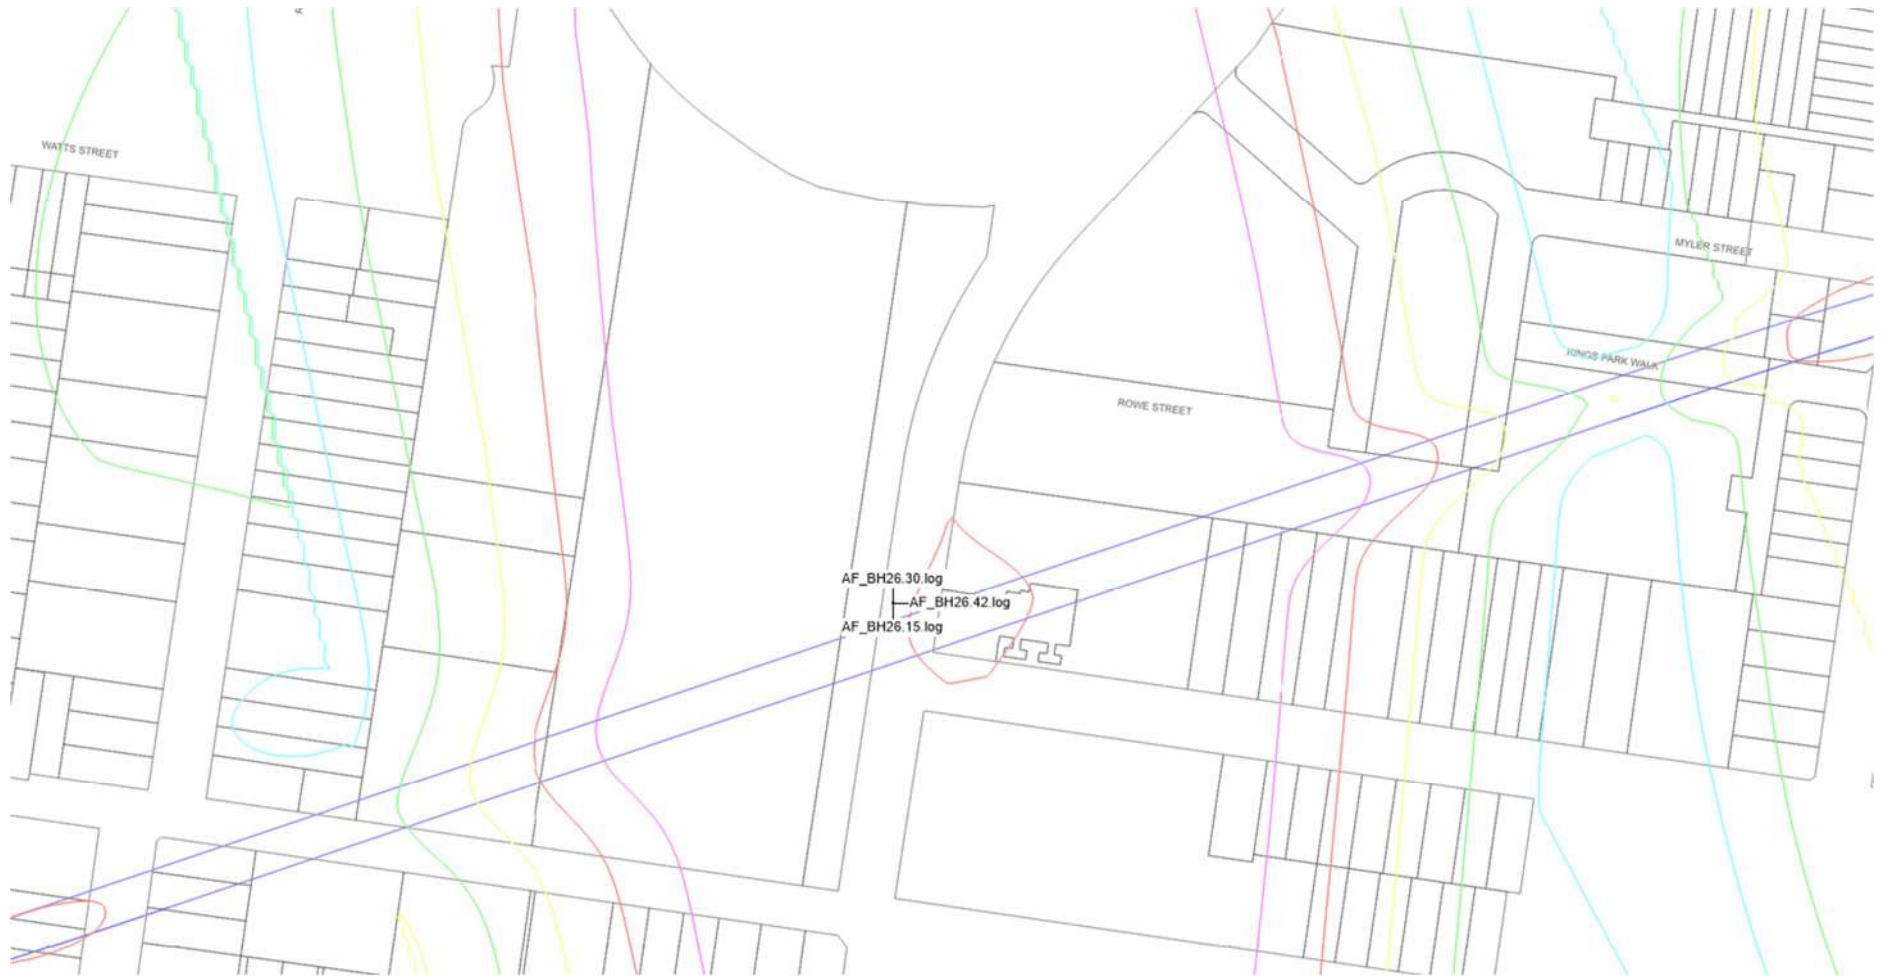 WATTS STREET
MYLER STREET
KINGS PARK WALK
ROWE STREET
AF_BH26.30.log
AF_BH26.42.log
AF_BH26.15.log